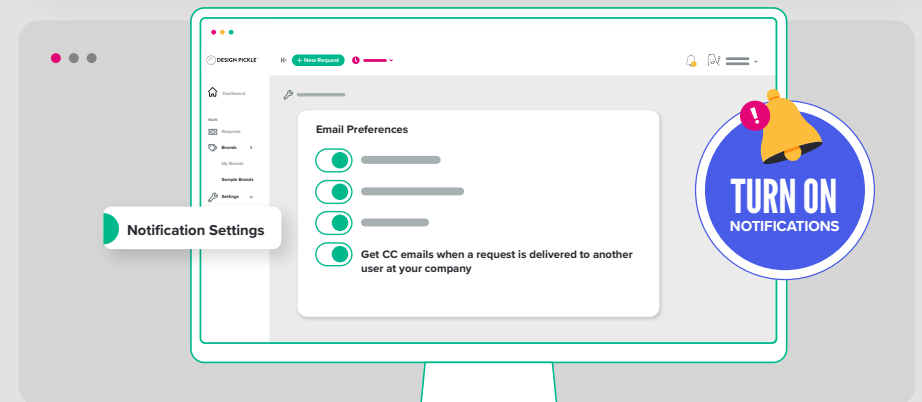 DESIGN PICKLE
+ New Request
Dashboard
MAIN
Requests
Brands
My Brands
Sample Brands
Settings
Notification Settings
Email Preferences
Get CC emails when a request is delivered to another
user at your company
!
TURN ON
NOTIFICATIONS